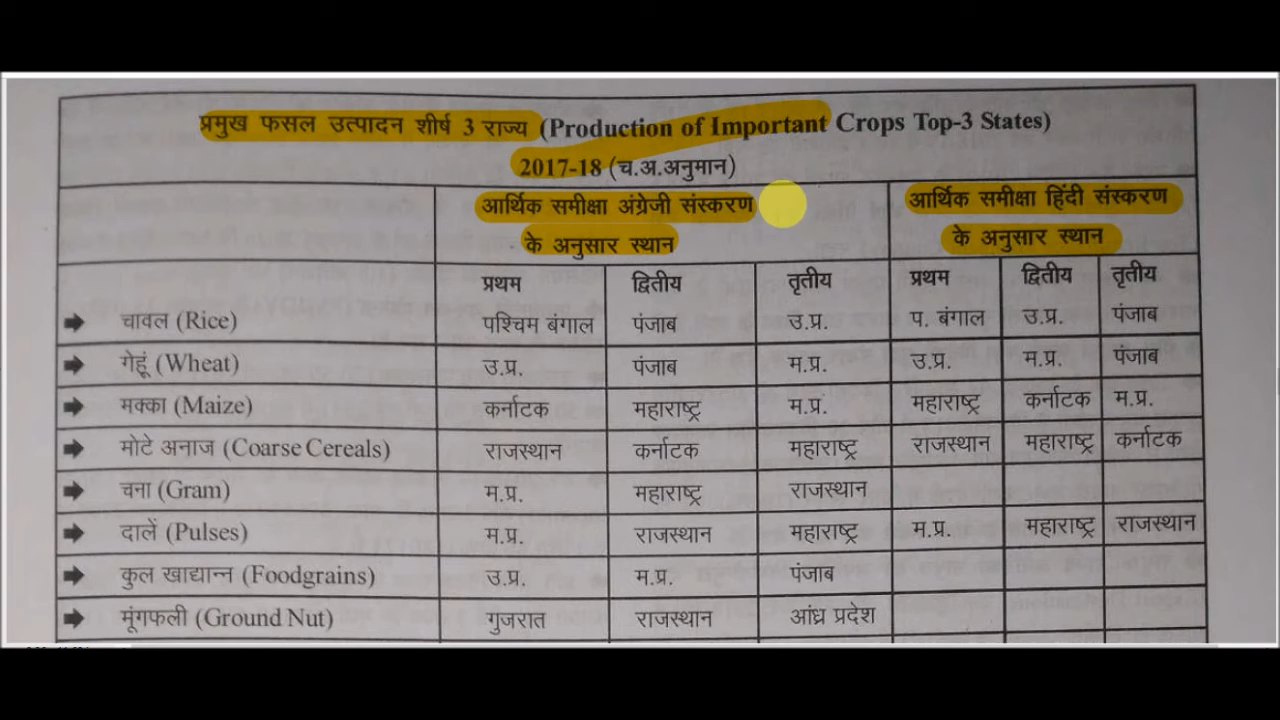 प्रमुख फसल उत्पादन शीर्ष 3 राज्य (Production of Important Crops Top-3 States)
2017-18 (च.अ.अनुमान)
आर्थिक समीक्षा अंग्रेजी संस्करण के अनुसार स्थान
आर्थिक समीक्षा हिंदी संस्करण के अनुसार स्थान
प्रथम द्वितीय तृतीय प्रथम द्वितीय तृतीय
चावल (Rice) पश्चिम बंगाल पंजाब उ.प्र. प. बंगाल उ.प्र. पंजाब
गेहूं (Wheat) उ.प्र. पंजाब म.प्र. उ.प्र. म.प्र. पंजाब
मक्का (Maize) कर्नाटक महाराष्ट्र म.प्र. महाराष्ट्र कर्नाटक म.प्र.
मोटे अनाज (Coarse Cereals) राजस्थान कर्नाटक महाराष्ट्र राजस्थान महाराष्ट्र कर्नाटक
चना (Gram) म.प्र. महाराष्ट्र राजस्थान
दालें (Pulses) म.प्र. राजस्थान महाराष्ट्र म.प्र. महाराष्ट्र राजस्थान
कुल खाद्यान्न (Foodgrains) उ.प्र. म.प्र. पंजाब
मूंगफली (Ground Nut) गुजरात राजस्थान आंध्र प्रदेश